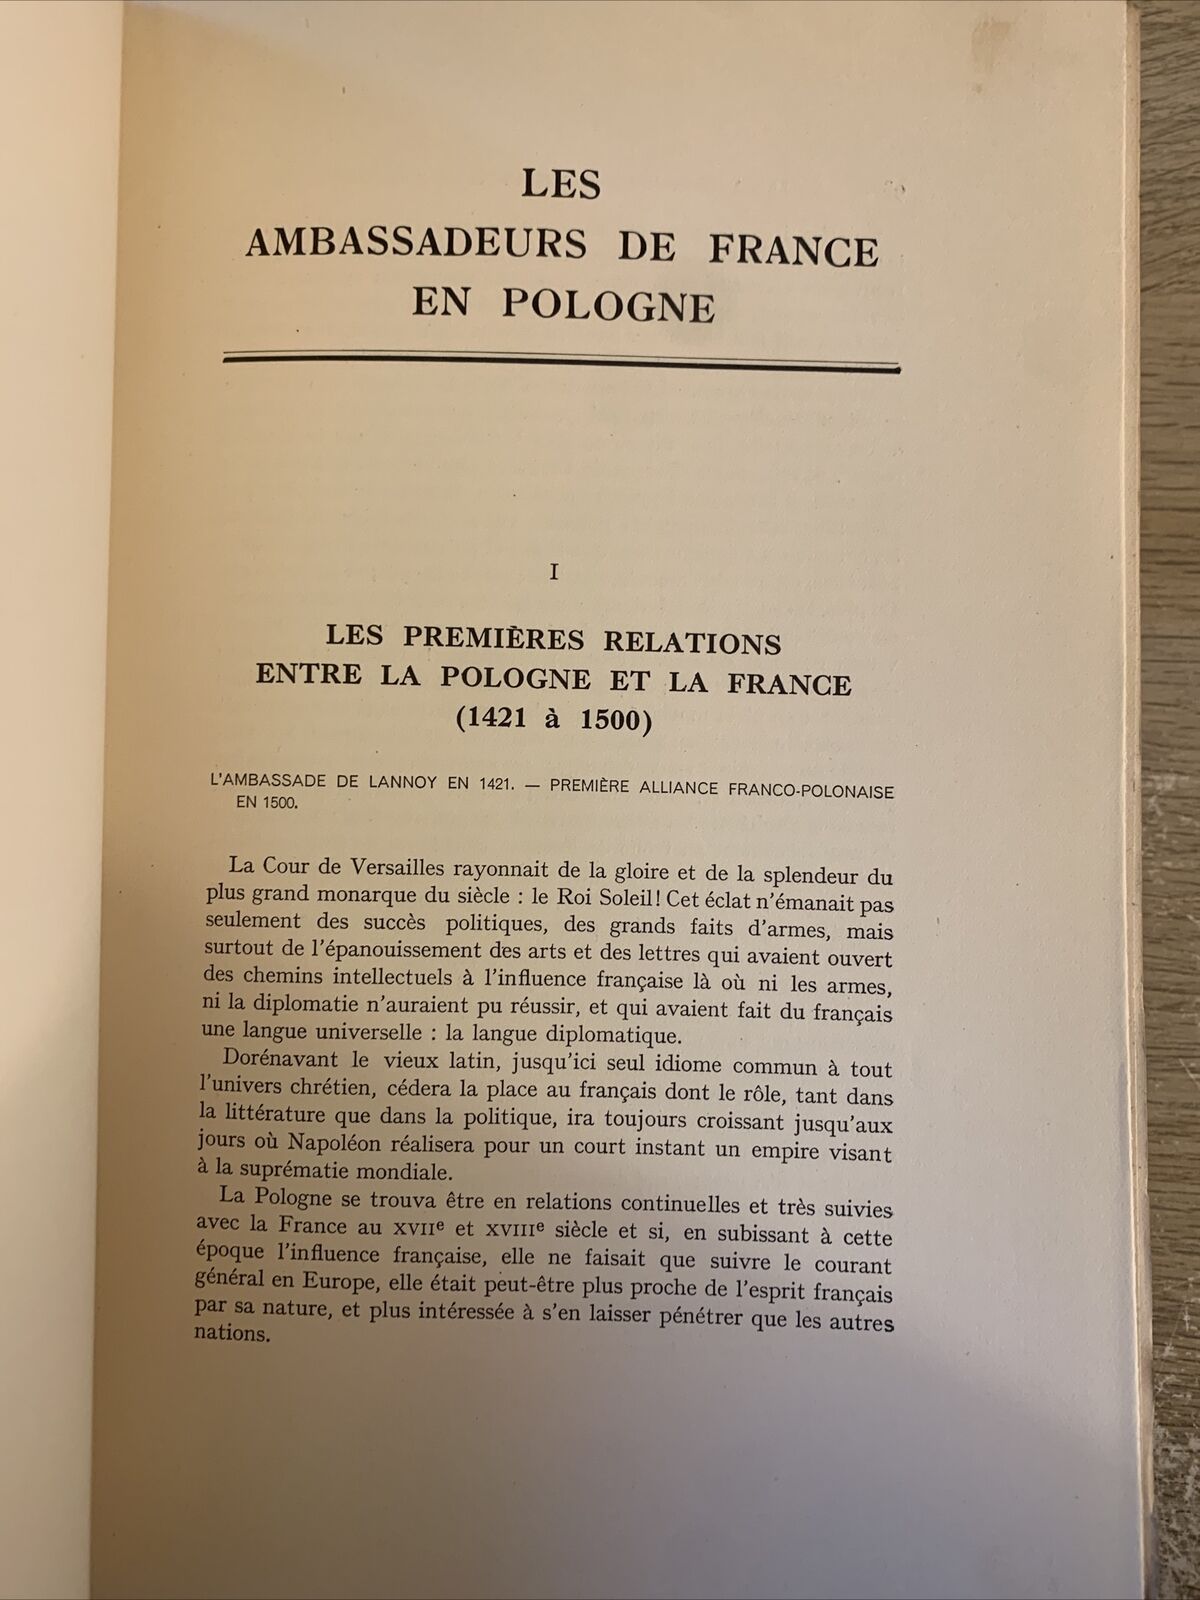 LES
AMBASSADEURS DE FRANCE
EN POLOGNE
I
LES PREMIÈRES RELATIONS
ENTRE LA POLOGNE ET LA FRANCE
(1421 à 1500)
L'AMBASSADE DE LANNOY EN 1421. — PREMIÈRE ALLIANCE FRANCO-POLONAISE
EN 1500.
La Cour de Versailles rayonnait de la gloire et de la splendeur du
plus grand monarque du siècle : le Roi Soleil! Cet éclat n'émanait pas
seulement des succès politiques, des grands faits d'armes, mais
surtout de l'épanouissement des arts et des lettres qui avaient ouvert
des chemins intellectuels à l'influence française là où ni les armes,
ni la diplomatie n'auraient pu réussir, et qui avaient fait du français
une langue universelle : la langue diplomatique.
Dorénavant le vieux latin, jusqu'ici seul idiome commun à tout
l'univers chrétien, cédera la place au français dont le rôle, tant dans
la littérature que dans la politique, ira toujours croissant jusqu'aux
jours où Napoléon réalisera pour un court instant un empire visant
à la suprématie mondiale.
La Pologne se trouva être en relations continuelles et très suivies
avec la France au XVIIe et XVIIIe siècle et si, en subissant à cette
époque l'influence française, elle ne faisait que suivre le courant
général en Europe, elle était peut-être plus proche de l'esprit français
par sa nature, et plus intéressée à s'en laisser pénétrer que les autres
nations.